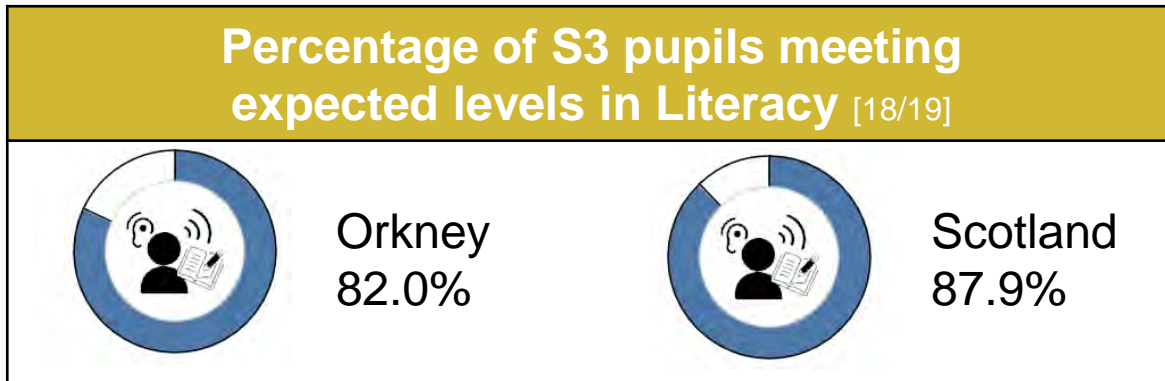 Percentage of S3 pupils meeting
expected levels in Literacy [18/19]
Orkney
82.0%
Scotland
87.9%